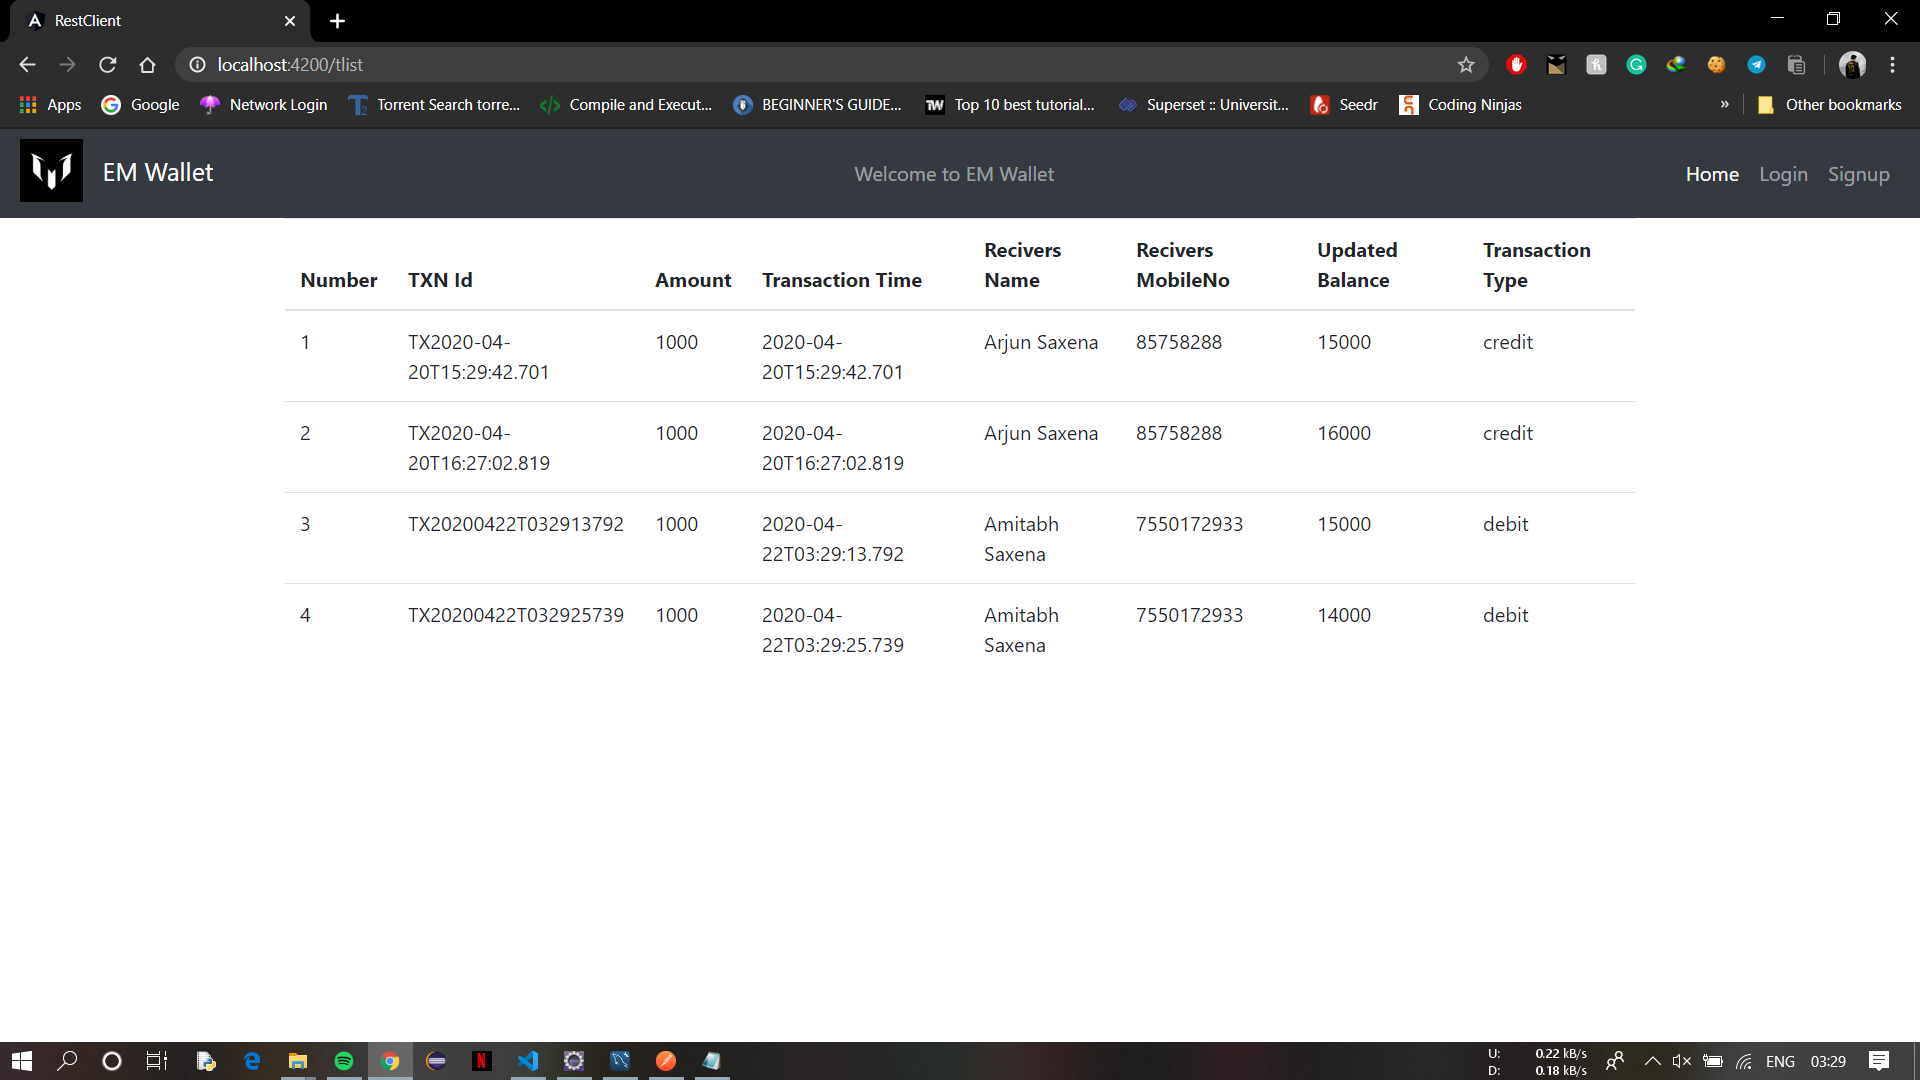 RestClient
localhost:4200/tlist
Apps
Google
Network Login
Torrent Search torre...
Compile and Execut...
BEGINNER'S GUIDE...
TW
Top 10 best tutorial...
Superset :: Universit...
Seedr
Coding Ninjas
»
Other bookmarks
EM Wallet
Welcome to EM Wallet
Home
Login
Signup
Number
TXN Id
Amount
Transaction Time
Recivers
Name
Recivers
MobileNo
Updated
Balance
Transaction
Type
1
TX2020-04-
20T15:29:42.701
1000
2020-04-
20T15:29:42.701
Arjun Saxena
85758288
15000
credit
2
TX2020-04-
20T16:27:02.819
1000
2020-04-
20T16:27:02.819
Arjun Saxena
85758288
16000
credit
3
TX20200422T032913792
1000
2020-04-
22T03:29:13.792
Amitabh
Saxena
7550172933
15000
debit
4
TX20200422T032925739
1000
2020-04-
22T03:29:25.739
Amitabh
Saxena
7550172933
14000
debit
U: 0.22 kB/s
D: 0.18 kB/s
ENG
03:29